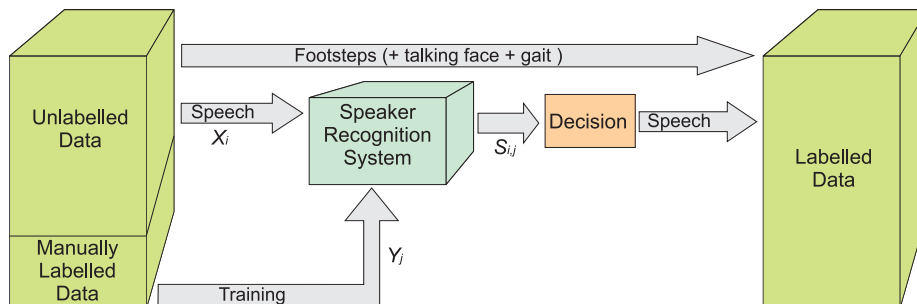 Footsteps (+ talking face + gait )
Unlabelled
Data
Speech
Xi
Speaker
Recognition
System
Si,j
Decision
Speech
Labelled
Data
Manually
Labelled
Data
Yj
Training